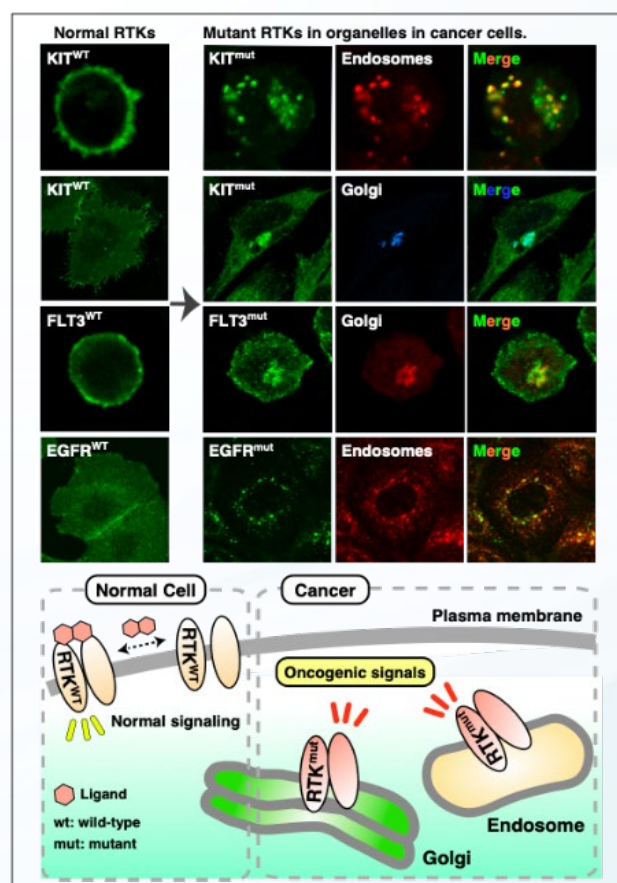 Normal RTKs
Mutant RTKs in organelles in cancer cells.
KITWT
KITmut
Endosomes
Merge
KITWT
KITmut
Golgi
Merge
FLT3WT
FLT3mut
Golgi
Merge
EGFRWT
EGFRmut
Endosomes
Merge
Normal Cell
Cancer
Plasma membrane
RTKWT
RTKWT
Oncogenic signals
Normal signaling
RTKmut
RTKmut
Ligand
wt: wild-type
mut: mutant
Endosome
Golgi